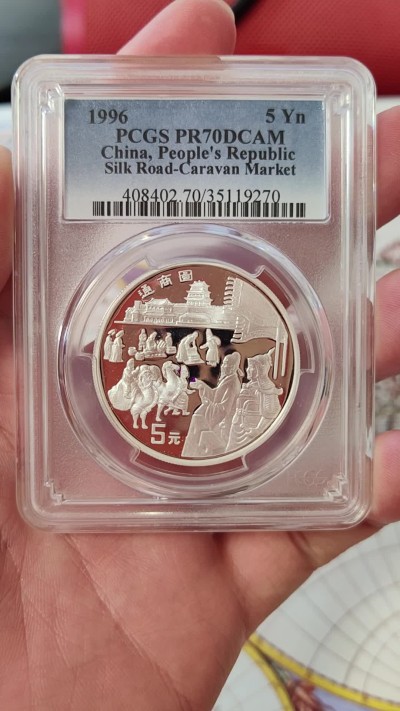 1996 5 Yn
PCGS PR70DCAM
China, People's Republic
Silk Road-Caravan Market
408402.70/35119270
通商圖
5元